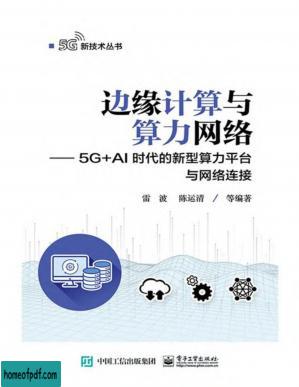 5G 新技术丛书
边缘计算与
算力网络
—— 5G+AI 时代的新型算力平台
与网络连接
雷 波 陈运清 / 等编著
中国工信出版集团 电子工业出版社
homeofpdf.com